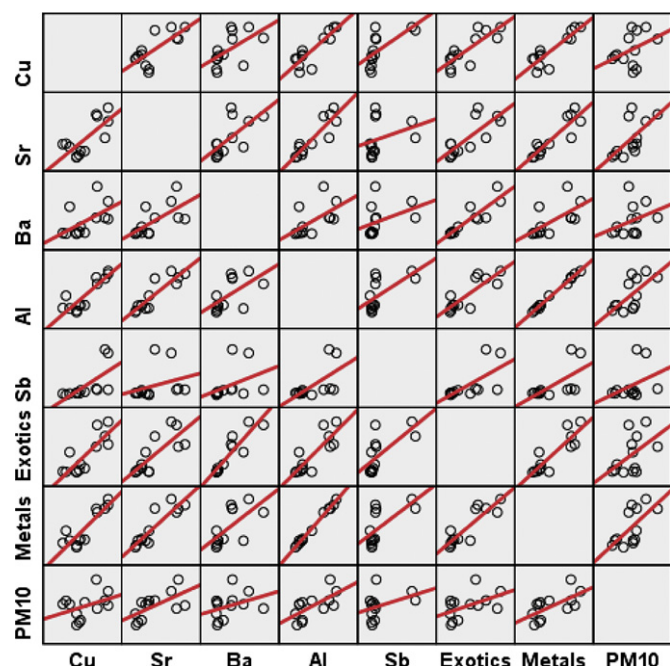 Cu
Sr
Ba
Al
Sb
Exotics
Metals
PM10
Cu Sr Ba Al Sb Exotics Metals PM10